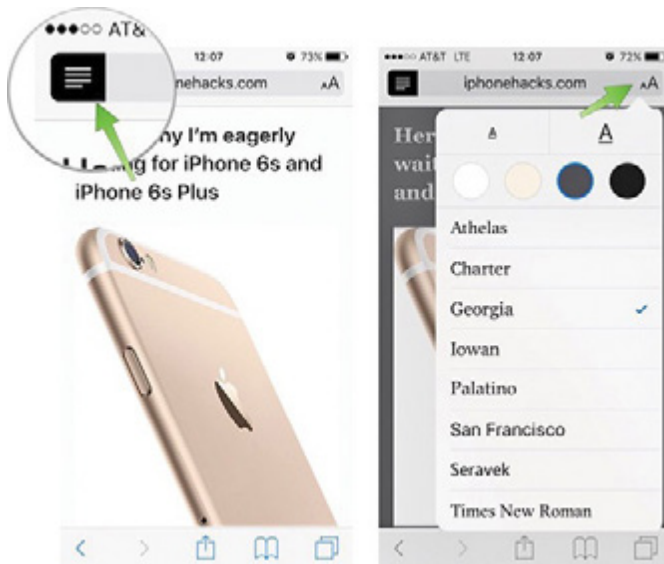 AT&
12:07 73%
nehacks.com AA
ny I'm eagerly
ng for iPhone 6s and
iPhone 6s Plus
AT&T LTE 12:07 72%
iphonehacks.com AA
Her
wait
and
A A
Athelas
Charter
Georgia
Iowan
Palatino
San Francisco
Seravek
Times New Roman